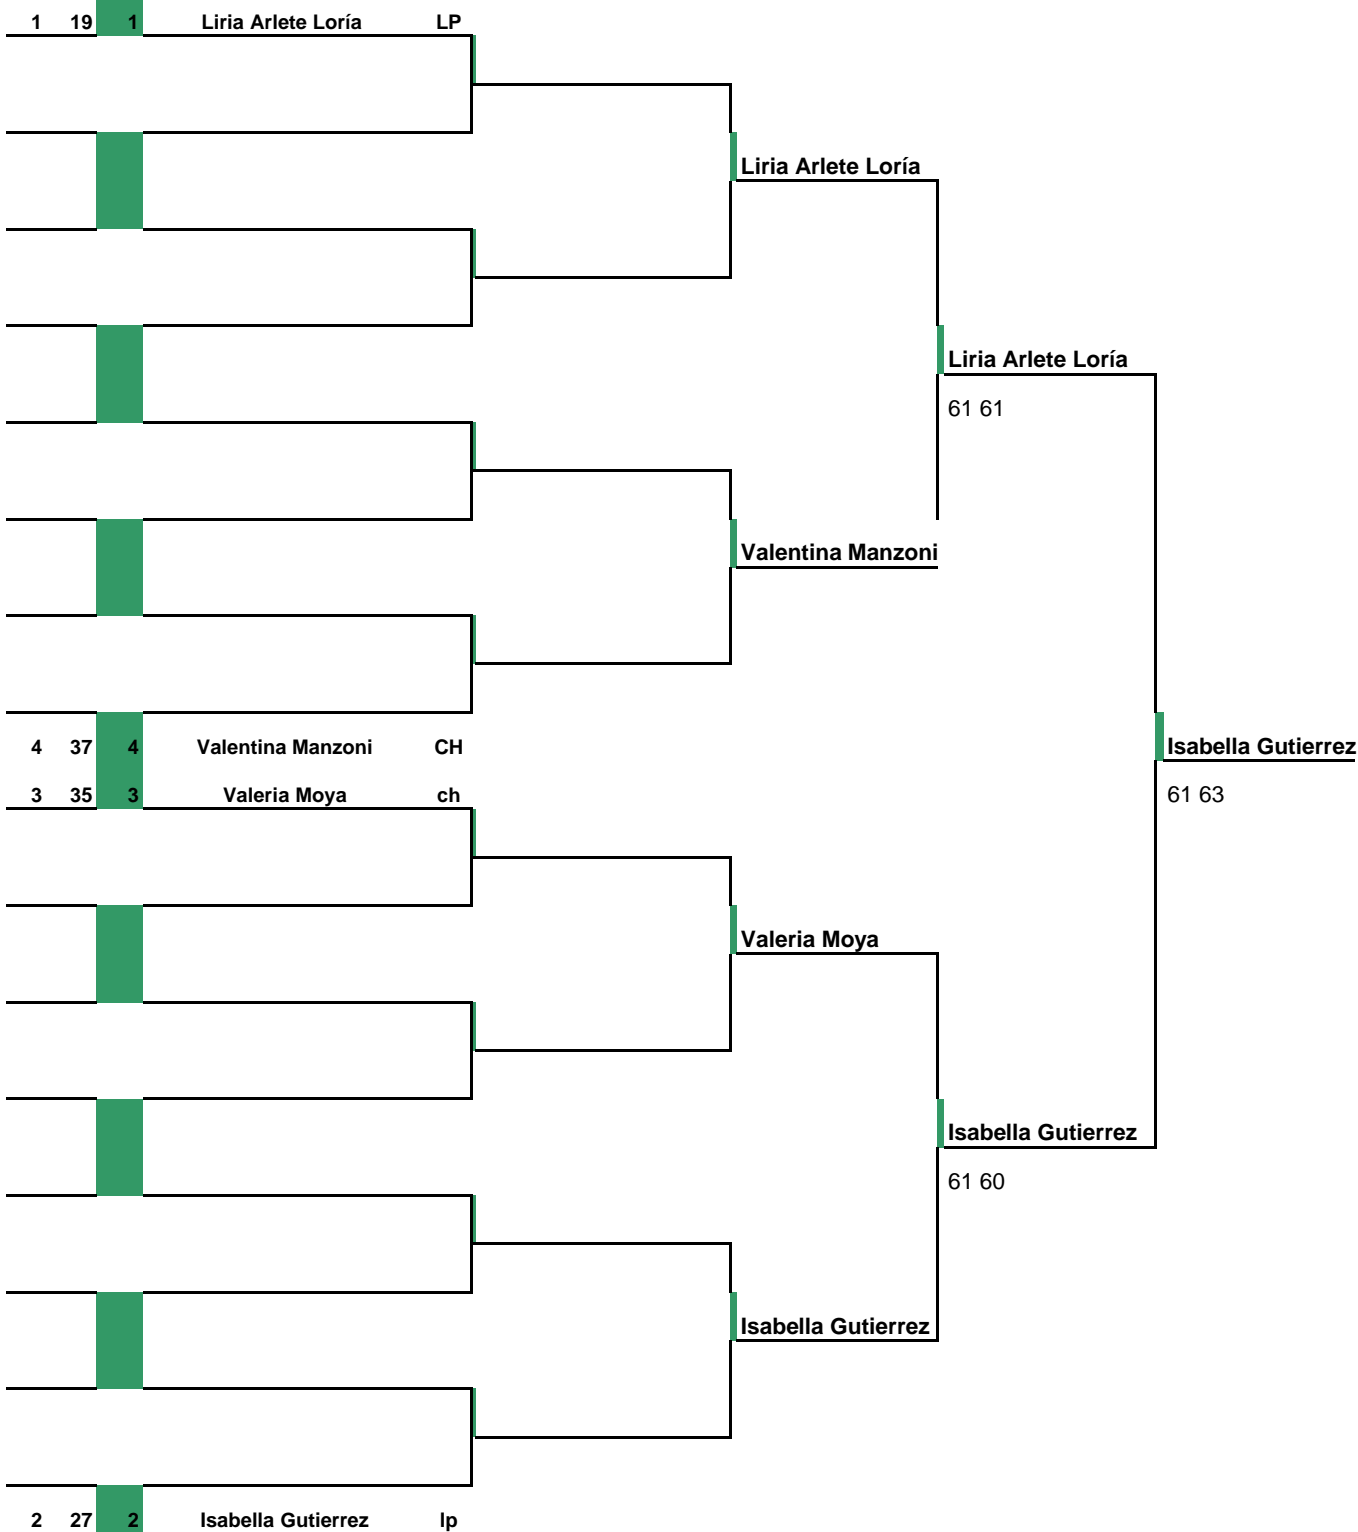 1 19 1 Liria Arlete Loría LP
Liria Arlete Loría
Liria Arlete Loría
61 61
Valentina Manzoni
4 37 4 Valentina Manzoni CH
Isabella Gutierrez
3 35 3 Valeria Moya ch
61 63
Valeria Moya
Isabella Gutierrez
61 60
Isabella Gutierrez
2 27 2 Isabella Gutierrez lp